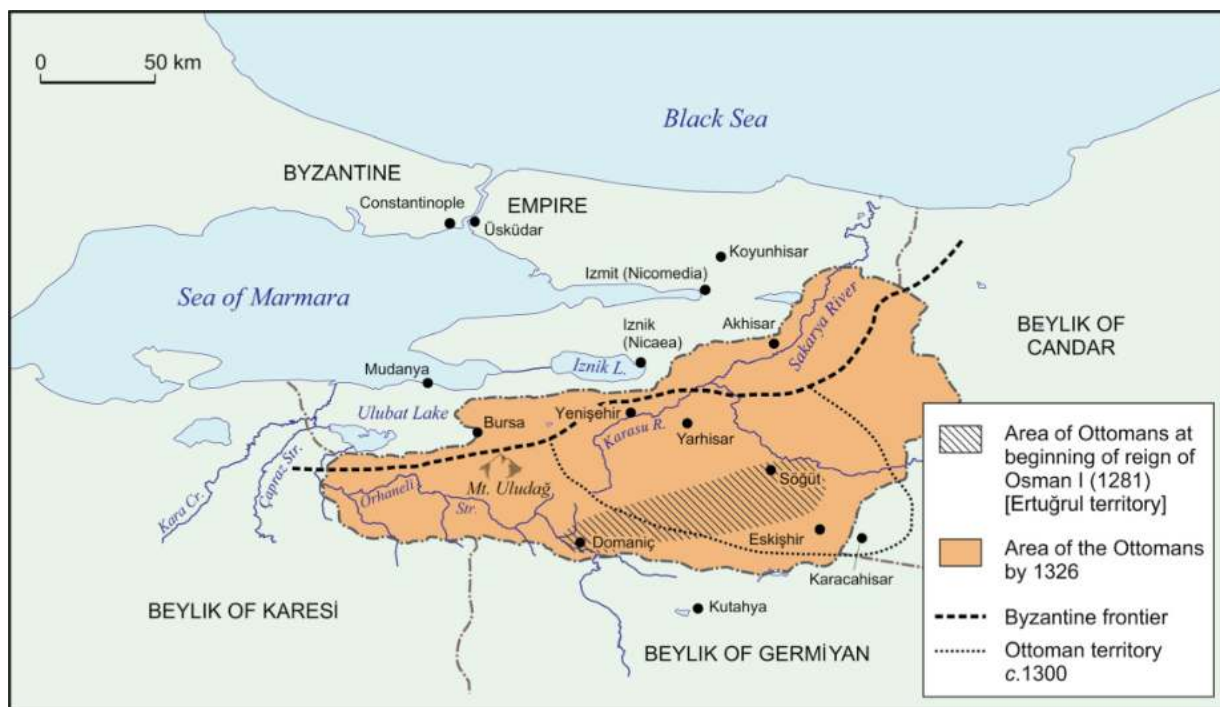 0 50 km
Black Sea
BYZANTINE
EMPIRE
Constantinople
Üsküdar
Koyunhisar
Izmit (Nicomedia)
Sea of Marmara
Iznik
(Nicaea)
Iznik L.
Akhisar
Sakarya River
BEYLIK OF
CANDAR
Mudanya
Ulubat Lake
Bursa
Yenişehir
Karasu R.
Yarhisar
Kara Cr.
Çapraz Str.
Orhaneli
Str.
Mt. Uludağ
Söğüt
Domaniç
Eskişhir
Karacahisar
Kutahya
BEYLIK OF KARESİ
BEYLIK OF GERMİYAN
Area of Ottomans at
beginning of reign of
Osman I (1281)
[Ertuğrul territory]
Area of the Ottomans
by 1326
Byzantine frontier
Ottoman territory
c.1300